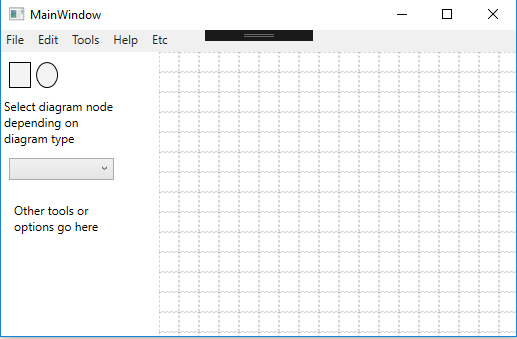 MainWindow
File Edit Tools Help Etc
Select diagram node
depending on
diagram type
Other tools or
options go here